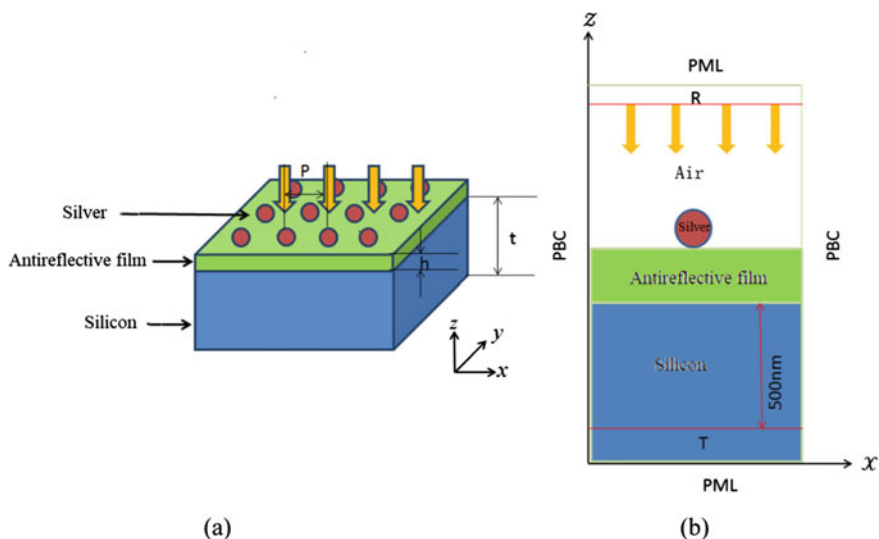 P
Silver
Antireflective film
Silicon
t
h
z
y
x
(a)
z
PML
R
Air
Silver
PBC
PBC
Antireflective film
Silicon
500nm
T
x
PML
(b)